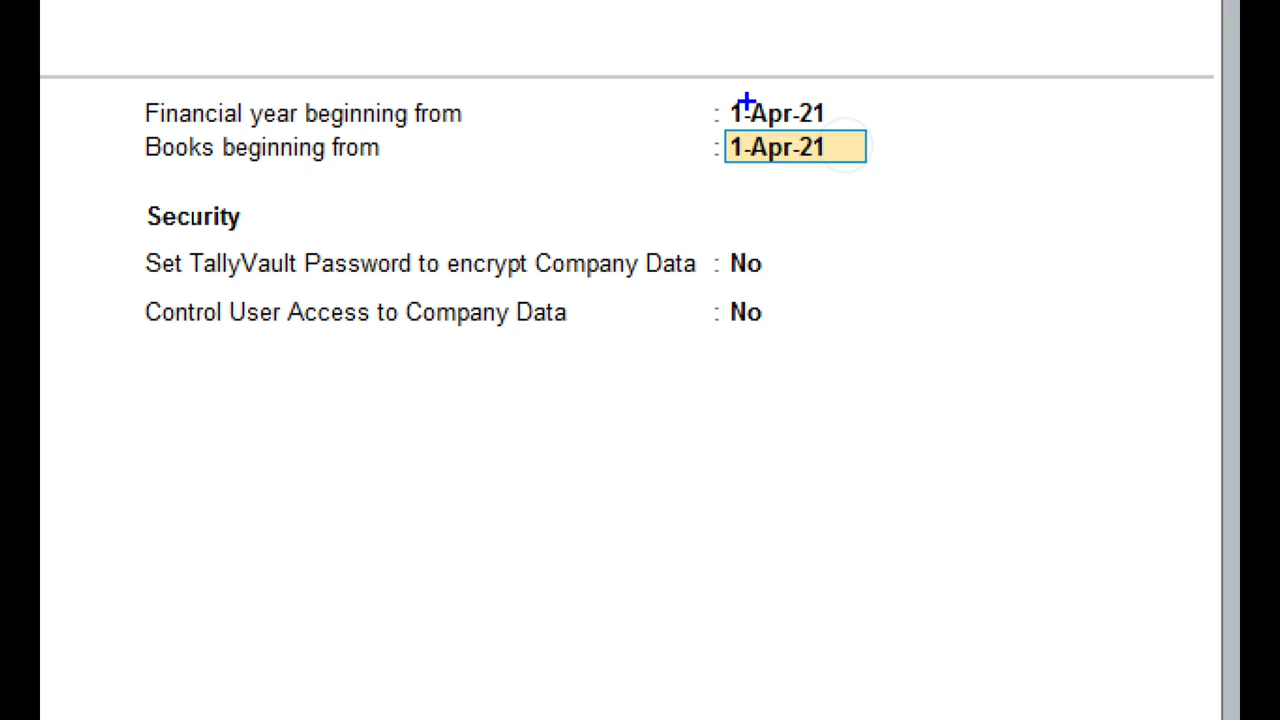 Financial year beginning from : 1-Apr-21
Books beginning from : 1-Apr-21
Security
Set TallyVault Password to encrypt Company Data : No
Control User Access to Company Data : No